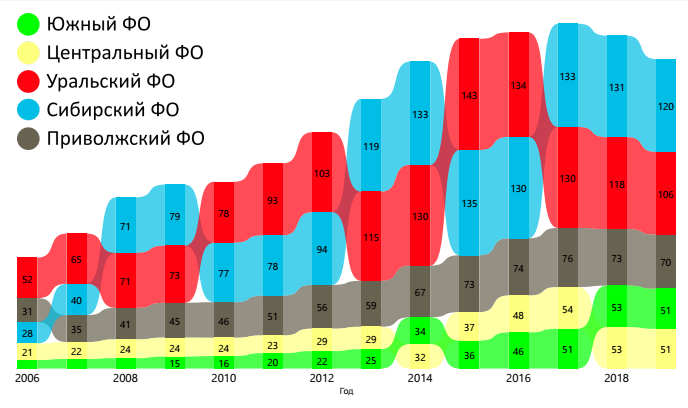 Южный ФО
Центральный ФО
Уральский ФО
Сибирский ФО
Приволжский ФО
52 65 71 79 78 93 103 119 133 143 134 133 131 120
31 40 71 73 77 78 94 115 130 135 130 130 118 106
28 35 41 45 46 51 56 59 67 73 74 76 73 70
21 22 24 24 24 23 29 29 34 37 48 54 53 51
15 16 20 22 25 32 36 46 51 53 51
2006 2008 2010 2012 2014 2016 2018
Год